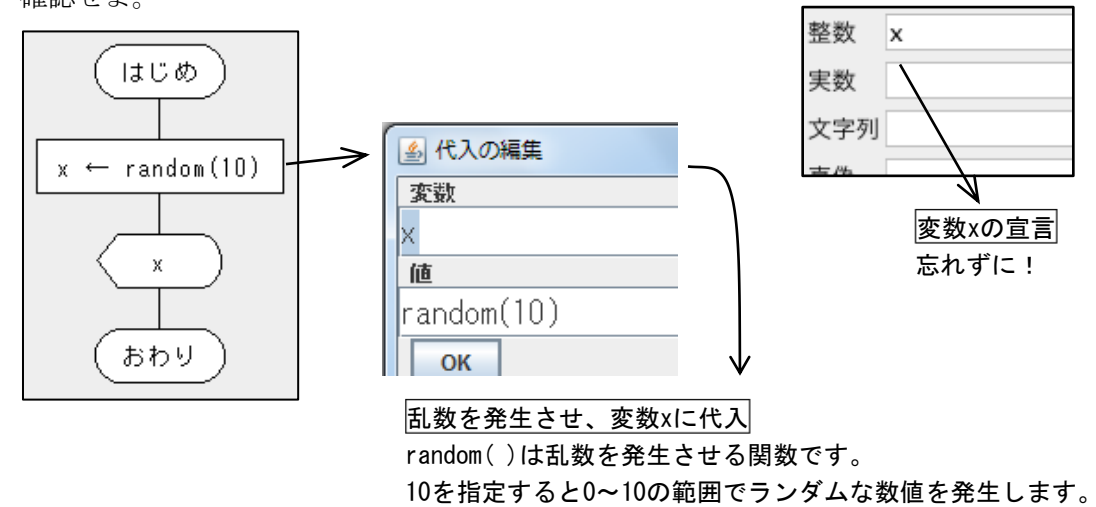 確認せよ。
はじめ
x ← random(10)
x
おわり
代入の編集
変数
x
値
random(10)
OK
整数 x
実数
文字列
真偽
変数xの宣言
忘れずに！
乱数を発生させ、変数xに代入
random( )は乱数を発生させる関数です。
10を指定すると0～10の範囲でランダムな数値を発生します。